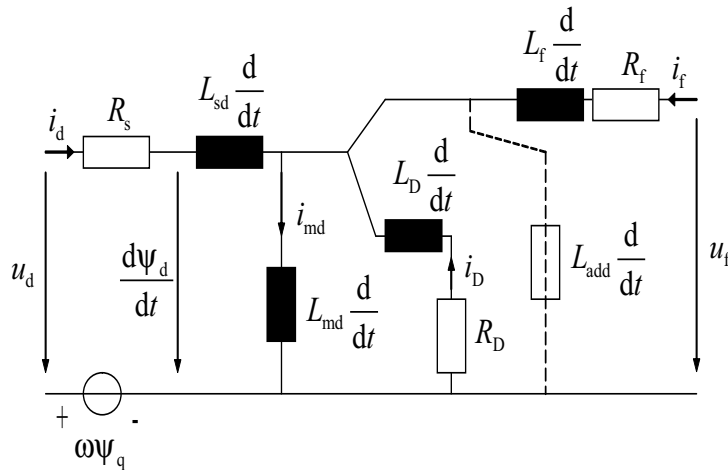 i_d
R_s
L_sd d/dt
L_f d/dt
R_f
i_f
L_D d/dt
i_md
i_D
u_d
dψ_d/dt
L_md d/dt
R_D
L_add d/dt
u_f
+ -
ωψ_q